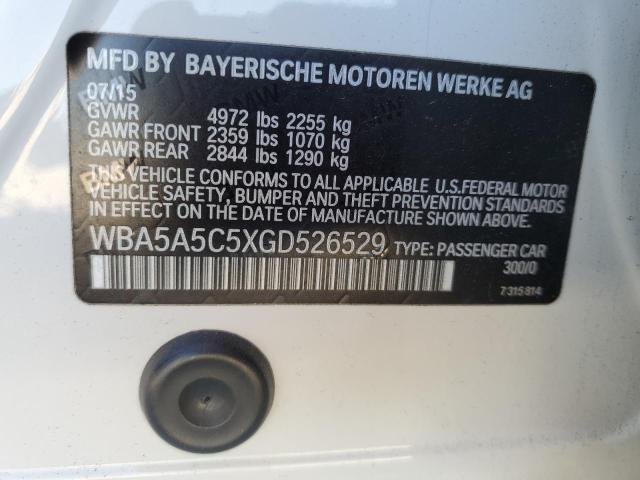 MFD BY BAYERISCHE MOTOREN WERKE AG
07/15
GVWR 4972 lbs 2255 kg
GAWR FRONT 2359 lbs 1070 kg
GAWR REAR 2844 lbs 1290 kg
THIS VEHICLE CONFORMS TO ALL APPLICABLE U.S.FEDERAL MOTOR
VEHICLE SAFETY, BUMPER AND THEFT PREVENTION STANDARDS
IN EFFECT ON THE DATE OF MANUFACTURE SHOWN ABOVE.
WBA5A5C5XGD526529 TYPE: PASSENGER CAR
300/0
7315814